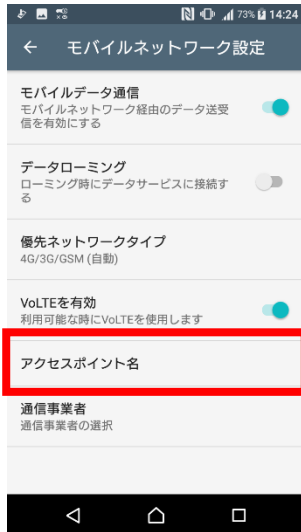 73% 14:24
モバイルネットワーク設定
モバイルデータ通信
モバイルネットワーク経由のデータ送受
信を有効にする
データローミング
ローミング時にデータサービスに接続す
る
優先ネットワークタイプ
4G/3G/GSM (自動)
VoLTEを有効
利用可能な時にVoLTEを使用します
アクセスポイント名
通信事業者
通信事業者の選択